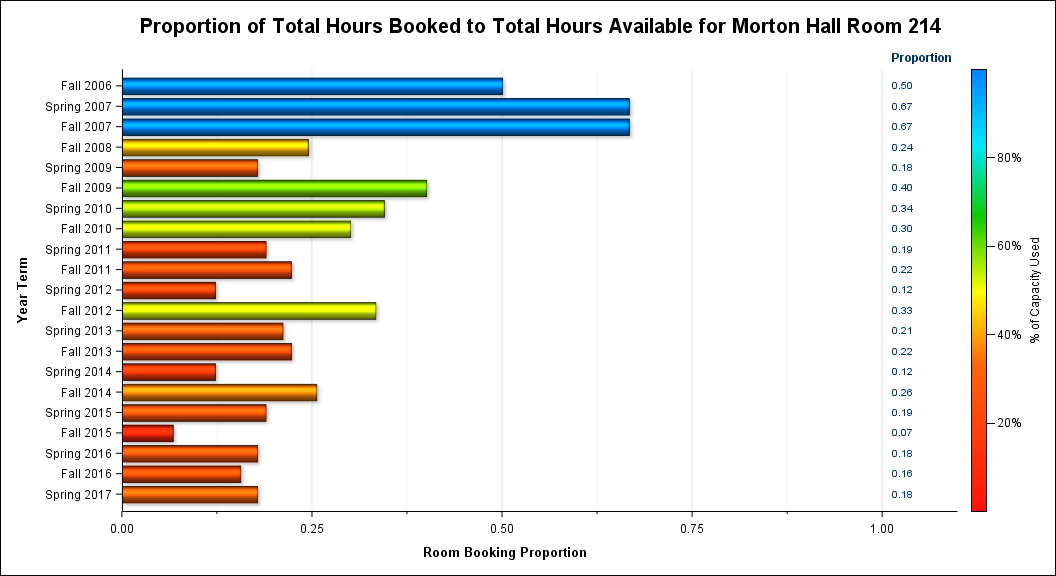 Proportion of Total Hours Booked to Total Hours Available for Morton Hall Room 214
Proportion
Fall 2006 0.50
Spring 2007 0.67
Fall 2007 0.67
Fall 2008 0.24
Spring 2009 0.18
Fall 2009 0.40
Spring 2010 0.34
Fall 2010 0.30
Spring 2011 0.19
Fall 2011 0.22
Spring 2012 0.12
Fall 2012 0.33
Spring 2013 0.21
Fall 2013 0.22
Spring 2014 0.12
Fall 2014 0.26
Spring 2015 0.19
Fall 2015 0.07
Spring 2016 0.18
Fall 2016 0.16
Spring 2017 0.18
Year Term
0.00 0.25 0.50 0.75 1.00
Room Booking Proportion
80%
60%
40%
20%
% of Capacity Used